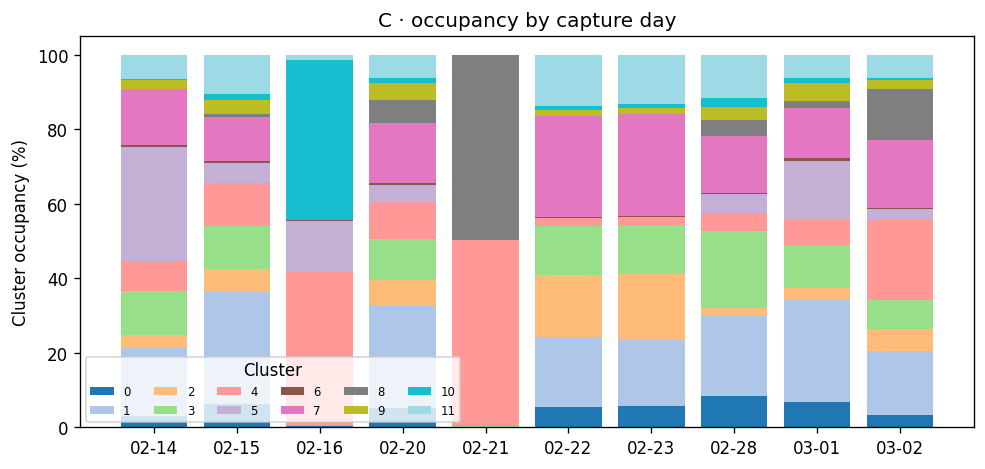 C · occupancy by capture day
Cluster occupancy (%)
100
80
60
40
20
0
Cluster
0 2 4 6 8 10
1 3 5 7 9 11
02-14 02-15 02-16 02-20 02-21 02-22 02-23 02-28 03-01 03-02